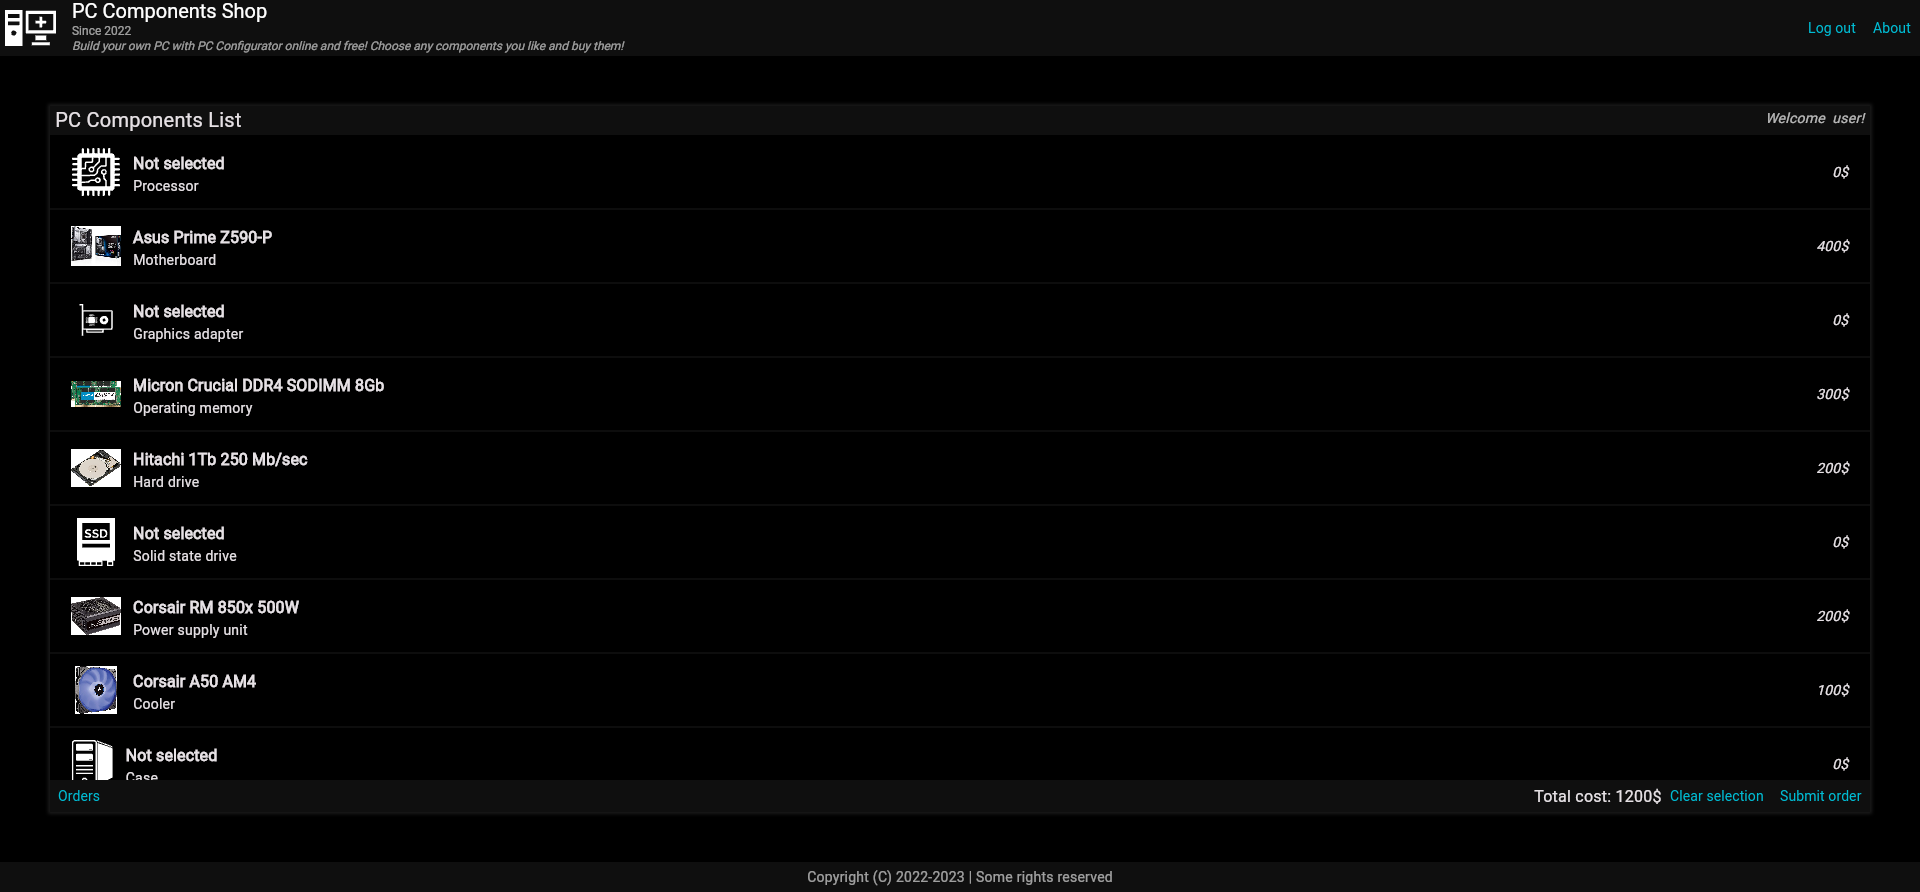 PC Components Shop
Since 2022
Build your own PC with PC Configurator online and free! Choose any components you like and buy them!
Log out About
PC Components List
Welcome user!
Not selected
Processor
0$
Asus Prime Z590-P
Motherboard
400$
Not selected
Graphics adapter
0$
Micron Crucial DDR4 SODIMM 8Gb
Operating memory
300$
Hitachi 1Tb 250 Mb/sec
Hard drive
200$
SSD
Not selected
Solid state drive
0$
Corsair RM 850x 500W
Power supply unit
200$
Corsair A50 AM4
Cooler
100$
Not selected
Case
0$
Orders
Total cost: 1200$ Clear selection Submit order
Copyright (C) 2022-2023 | Some rights reserved